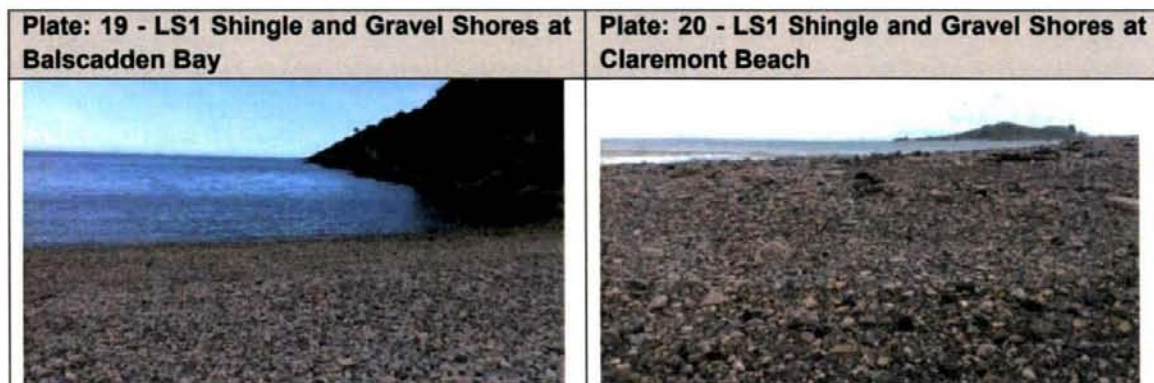 Plate: 19 - LS1 Shingle and Gravel Shores at
Balscadden Bay
Plate: 20 - LS1 Shingle and Gravel Shores at
Claremont Beach